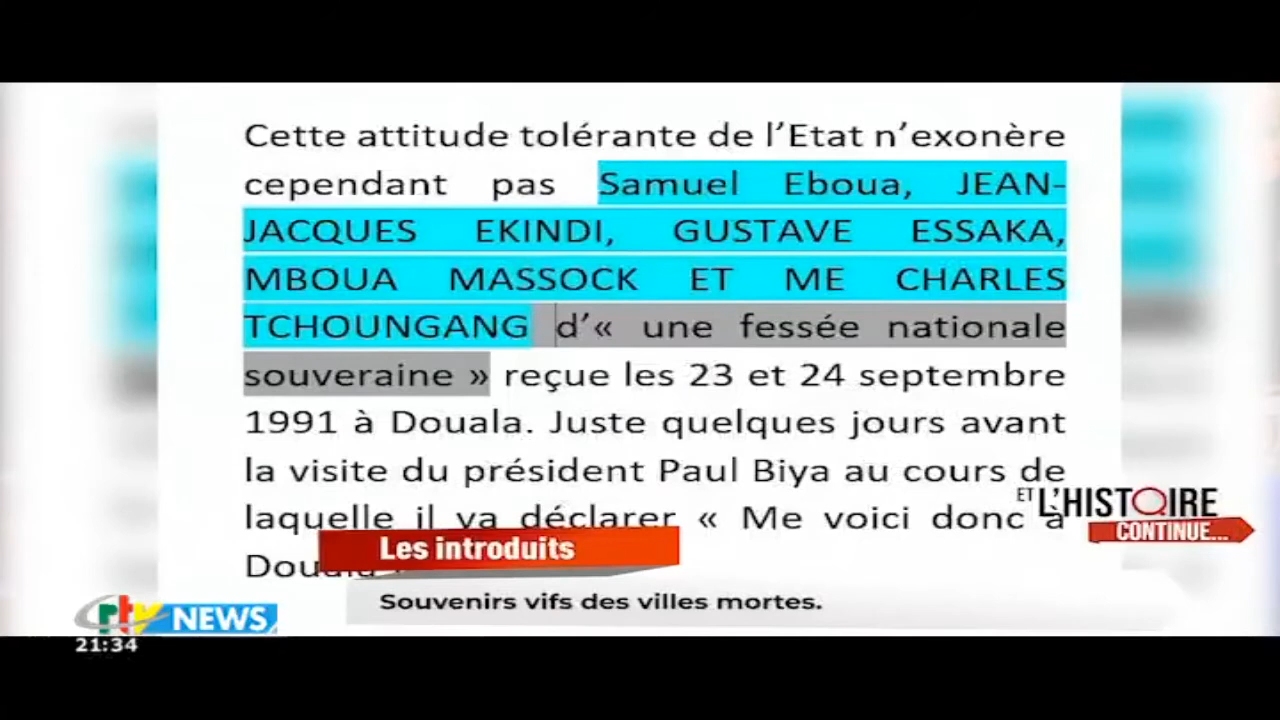 Cette attitude tolérante de l'Etat n'exonère
cependant pas Samuel Eboua, JEAN-
JACQUES EKINDI, GUSTAVE ESSAKA,
MBOUA MASSOCK ET ME CHARLES
TCHOUNGANG d'« une fessée nationale
souveraine » reçue les 23 et 24 septembre
1991 à Douala. Juste quelques jours avant
la visite du président Paul Biya au cours de
laquelle il va déclarer « Me voici donc à
Douala »
ET L'HISTOIRE
CONTINUE...
Les introduits
Souvenirs vifs des villes mortes.
crtv NEWS
21:34